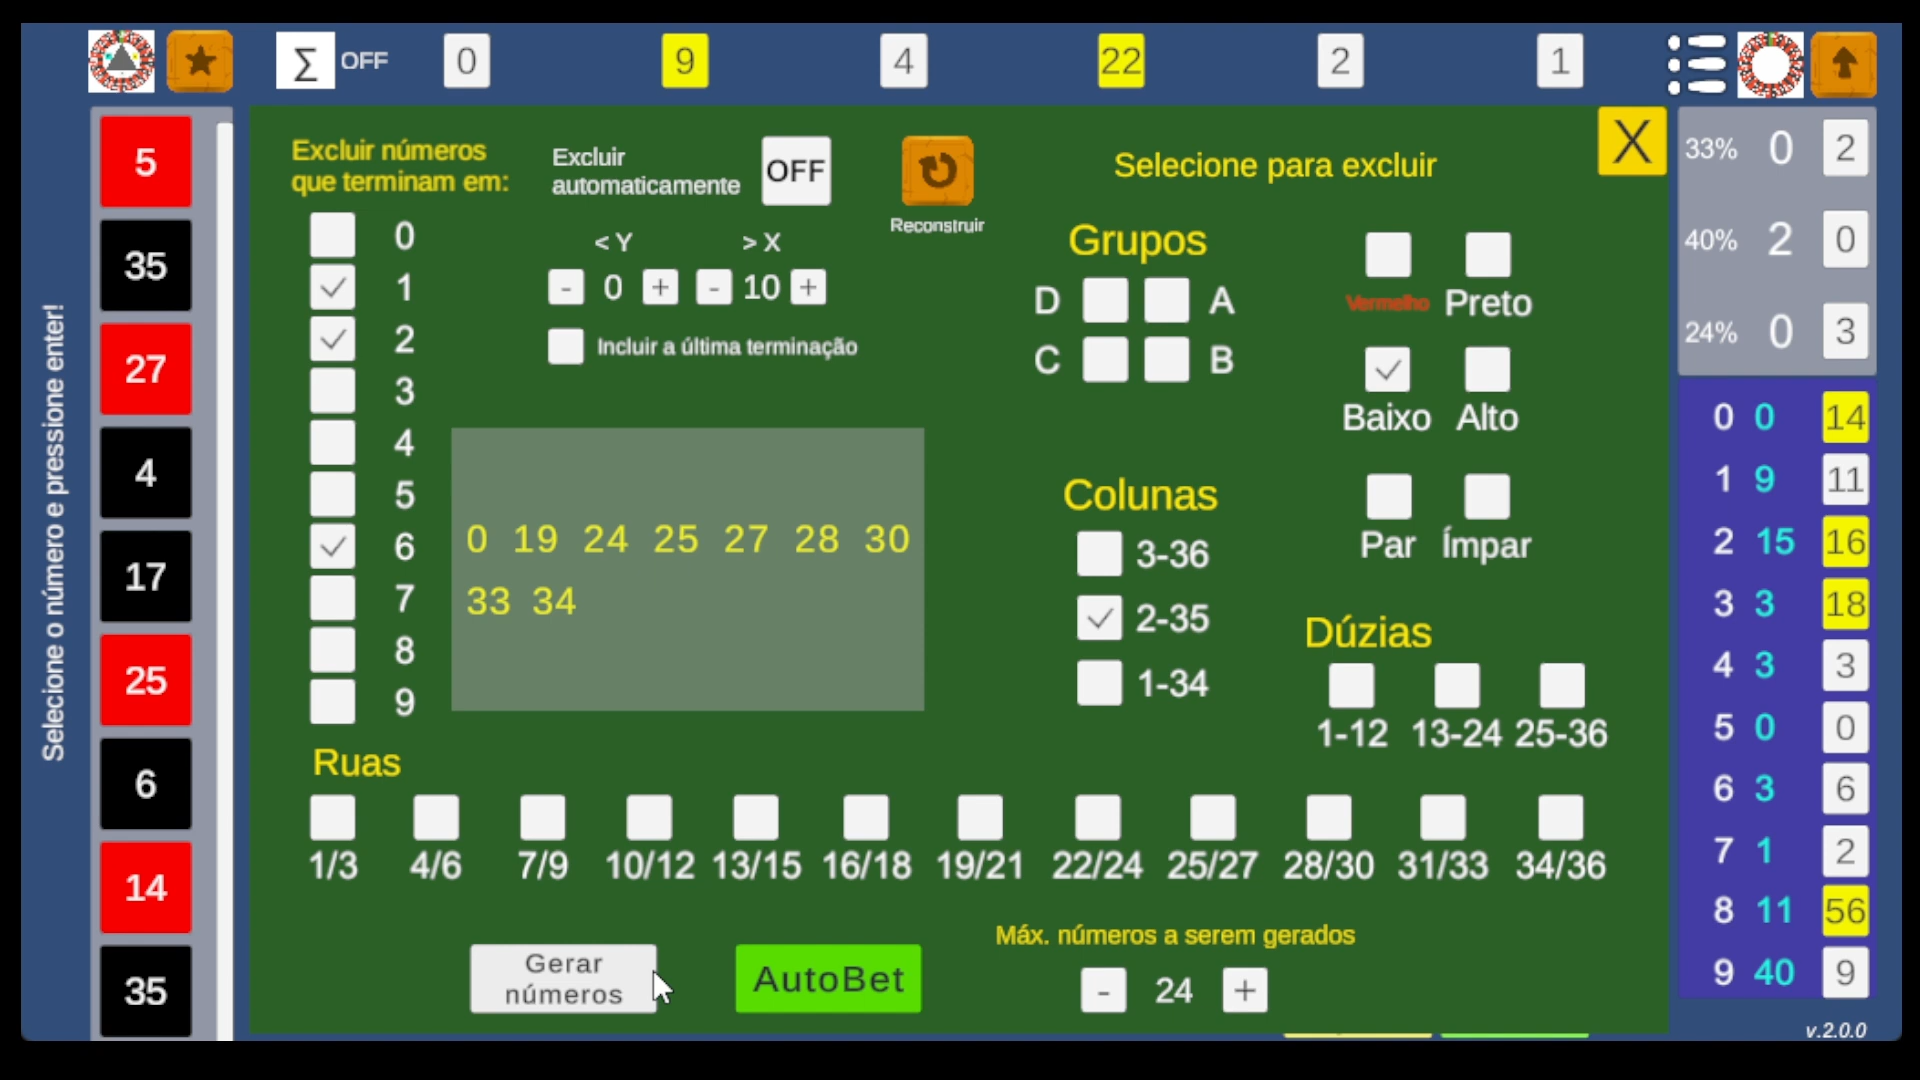 Σ OFF 0 9 4 22 2 1
Selecione o número e pressione enter!
5
35
27
4
17
25
6
14
35
Excluir números
que terminam em:
0
1
2
3
4
5
6
7
8
9
Excluir
automaticamente
OFF
Reconstruir
< Y > X
- 0 + - 10 +
Incluir a última terminação
0 19 24 25 27 28 30
33 34
Selecione para excluir
X
Grupos
D A
C B
Vermelho Preto
Baixo Alto
Par Ímpar
Colunas
3-36
2-35
1-34
Dúzias
1-12 13-24 25-36
Ruas
1/3 4/6 7/9 10/12 13/15 16/18 19/21 22/24 25/27 28/30 31/33 34/36
Gerar
números
AutoBet
Máx. números a serem gerados
- 24 +
33% 0 2
40% 2 0
24% 0 3
0 0 14
1 9 11
2 15 16
3 3 18
4 3 3
5 0 0
6 3 6
7 1 2
8 11 56
9 40 9
v.2.0.0